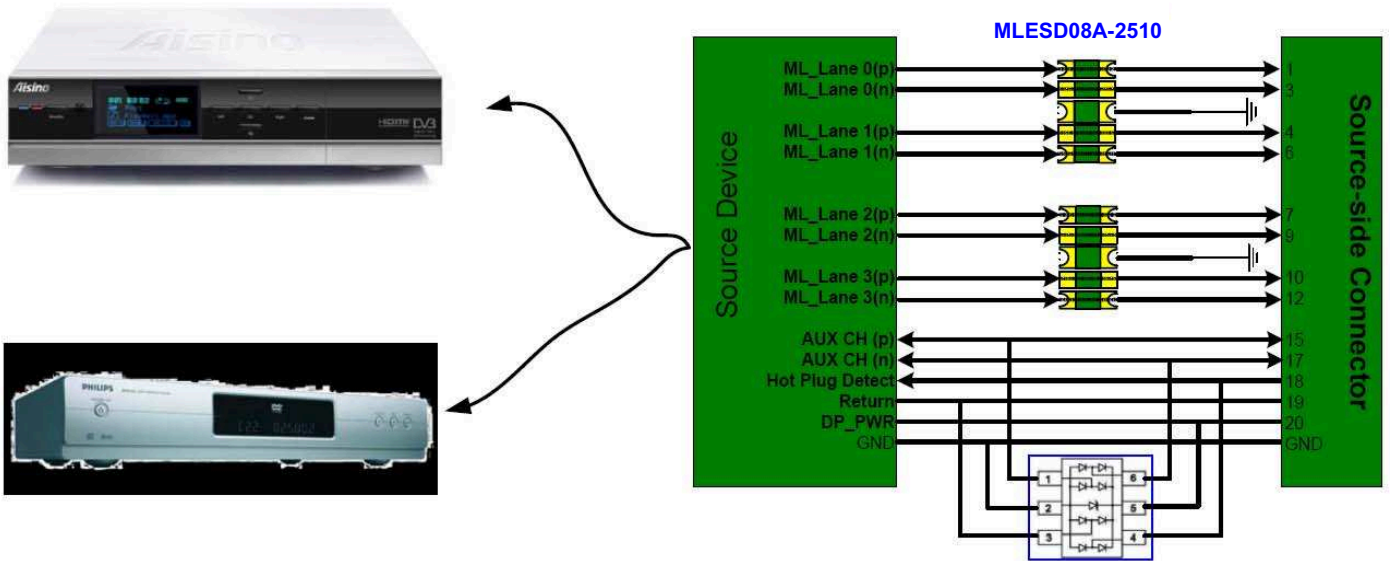 Aisino
MLESD08A-2510
Aisino
HDMI DVB
PHILIPS
Source Device
ML_Lane 0(p)
ML_Lane 0(n)
ML_Lane 1(p)
ML_Lane 1(n)
ML_Lane 2(p)
ML_Lane 2(n)
ML_Lane 3(p)
ML_Lane 3(n)
AUX CH (p)
AUX CH (n)
Hot Plug Detect
Return
DP_PWR
GND
1
3
4
6
7
9
10
12
15
17
18
19
20
GND
Source-side Connector
1
2
3
6
5
4